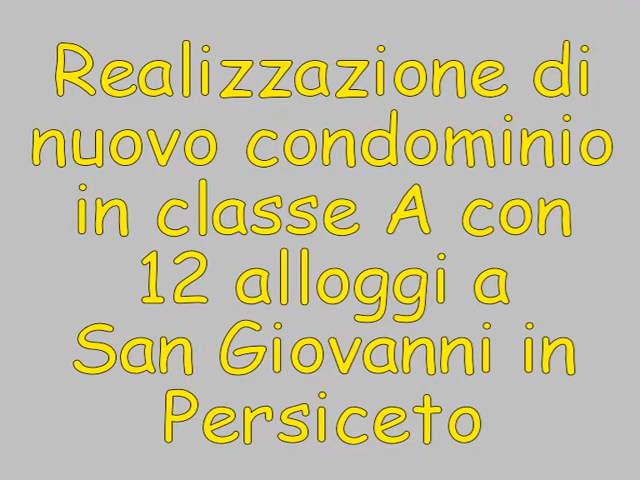 Realizzazione di
nuovo condominio
in classe A con
12 alloggi a
San Giovanni in
Persiceto